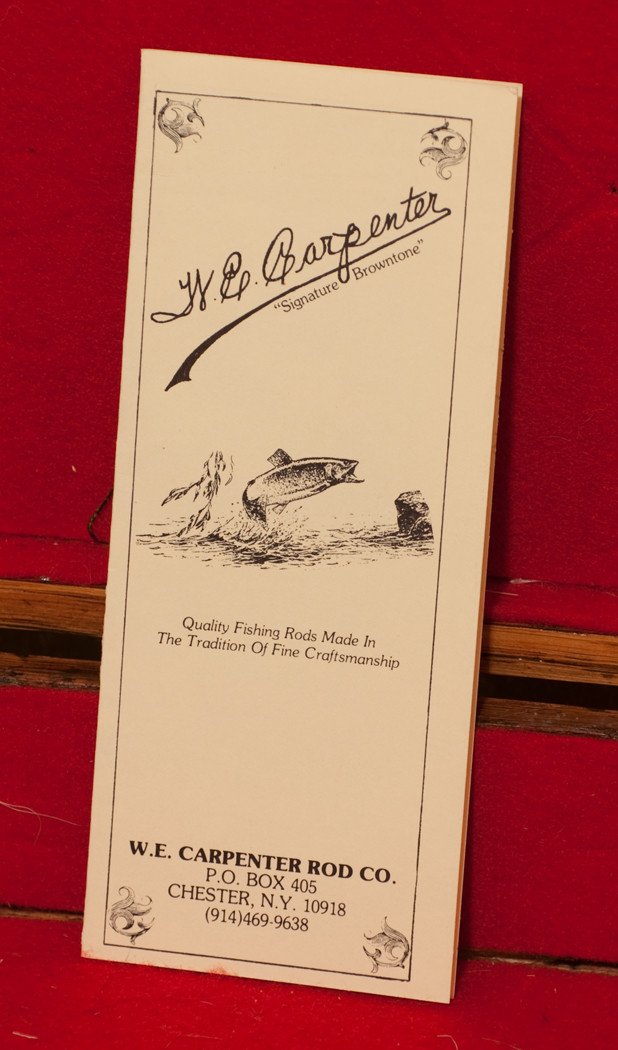 W.E. Carpenter
"Signature Browntone"
Quality Fishing Rods Made In
The Tradition Of Fine Craftsmanship
W.E. CARPENTER ROD CO.
P.O. BOX 405
CHESTER, N.Y. 10918
(914)469-9638